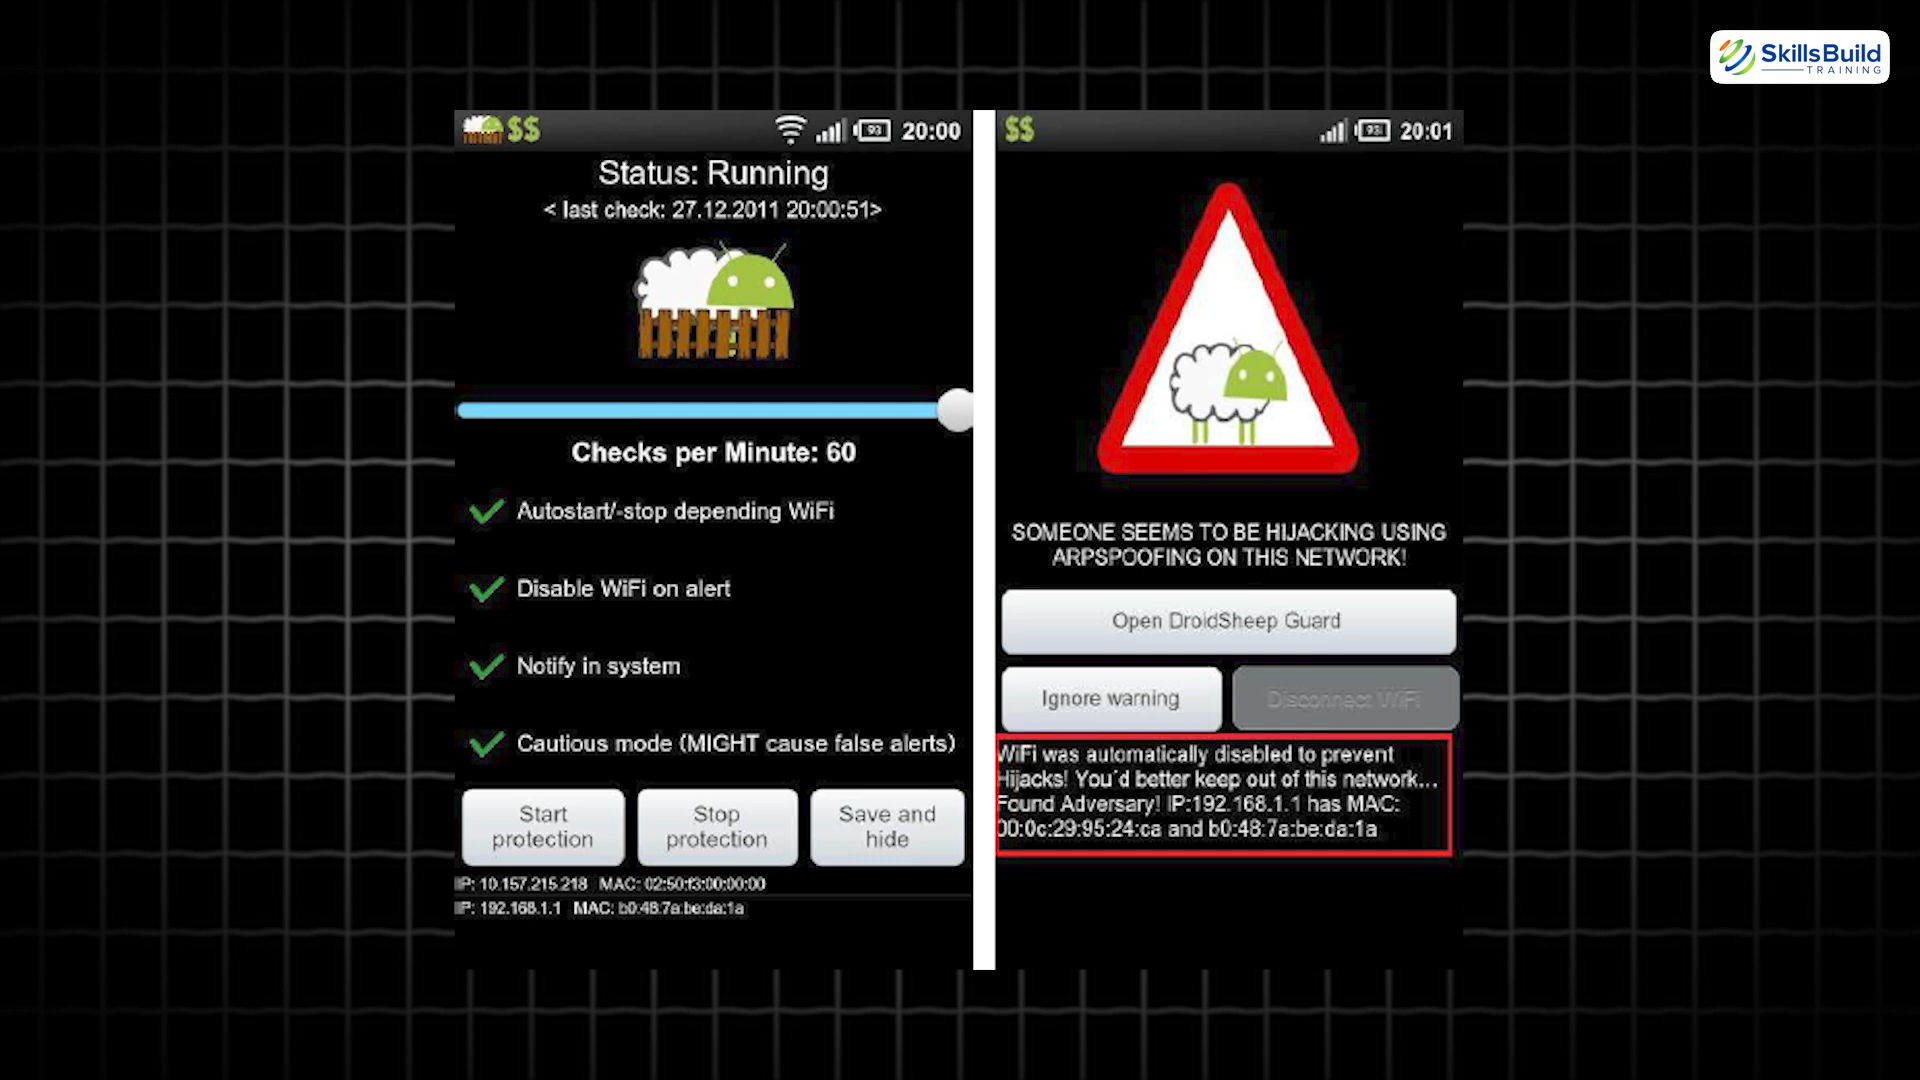 SkillsBuild
TRAINING
$$ 93 20:00
Status: Running
< last check: 27.12.2011 20:00:51>
Checks per Minute: 60
Autostart/-stop depending WiFi
Disable WiFi on alert
Notify in system
Cautious mode (MIGHT cause false alerts)
Start protection
Stop protection
Save and hide
IP: 10.157.215.218 MAC: 02:50:f3:00:00:00
IP: 192.168.1.1 MAC: b0:48:7a:be:da:1a
$$ 93 20:01
SOMEONE SEEMS TO BE HIJACKING USING
ARPSPOOFING ON THIS NETWORK!
Open DroidSheep Guard
Ignore warning
Disconnect WiFi
WiFi was automatically disabled to prevent
Hijacks! You´d better keep out of this network...
Found Adversary! IP:192.168.1.1 has MAC:
00:0c:29:95:24:ca and b0:48:7a:be:da:1a